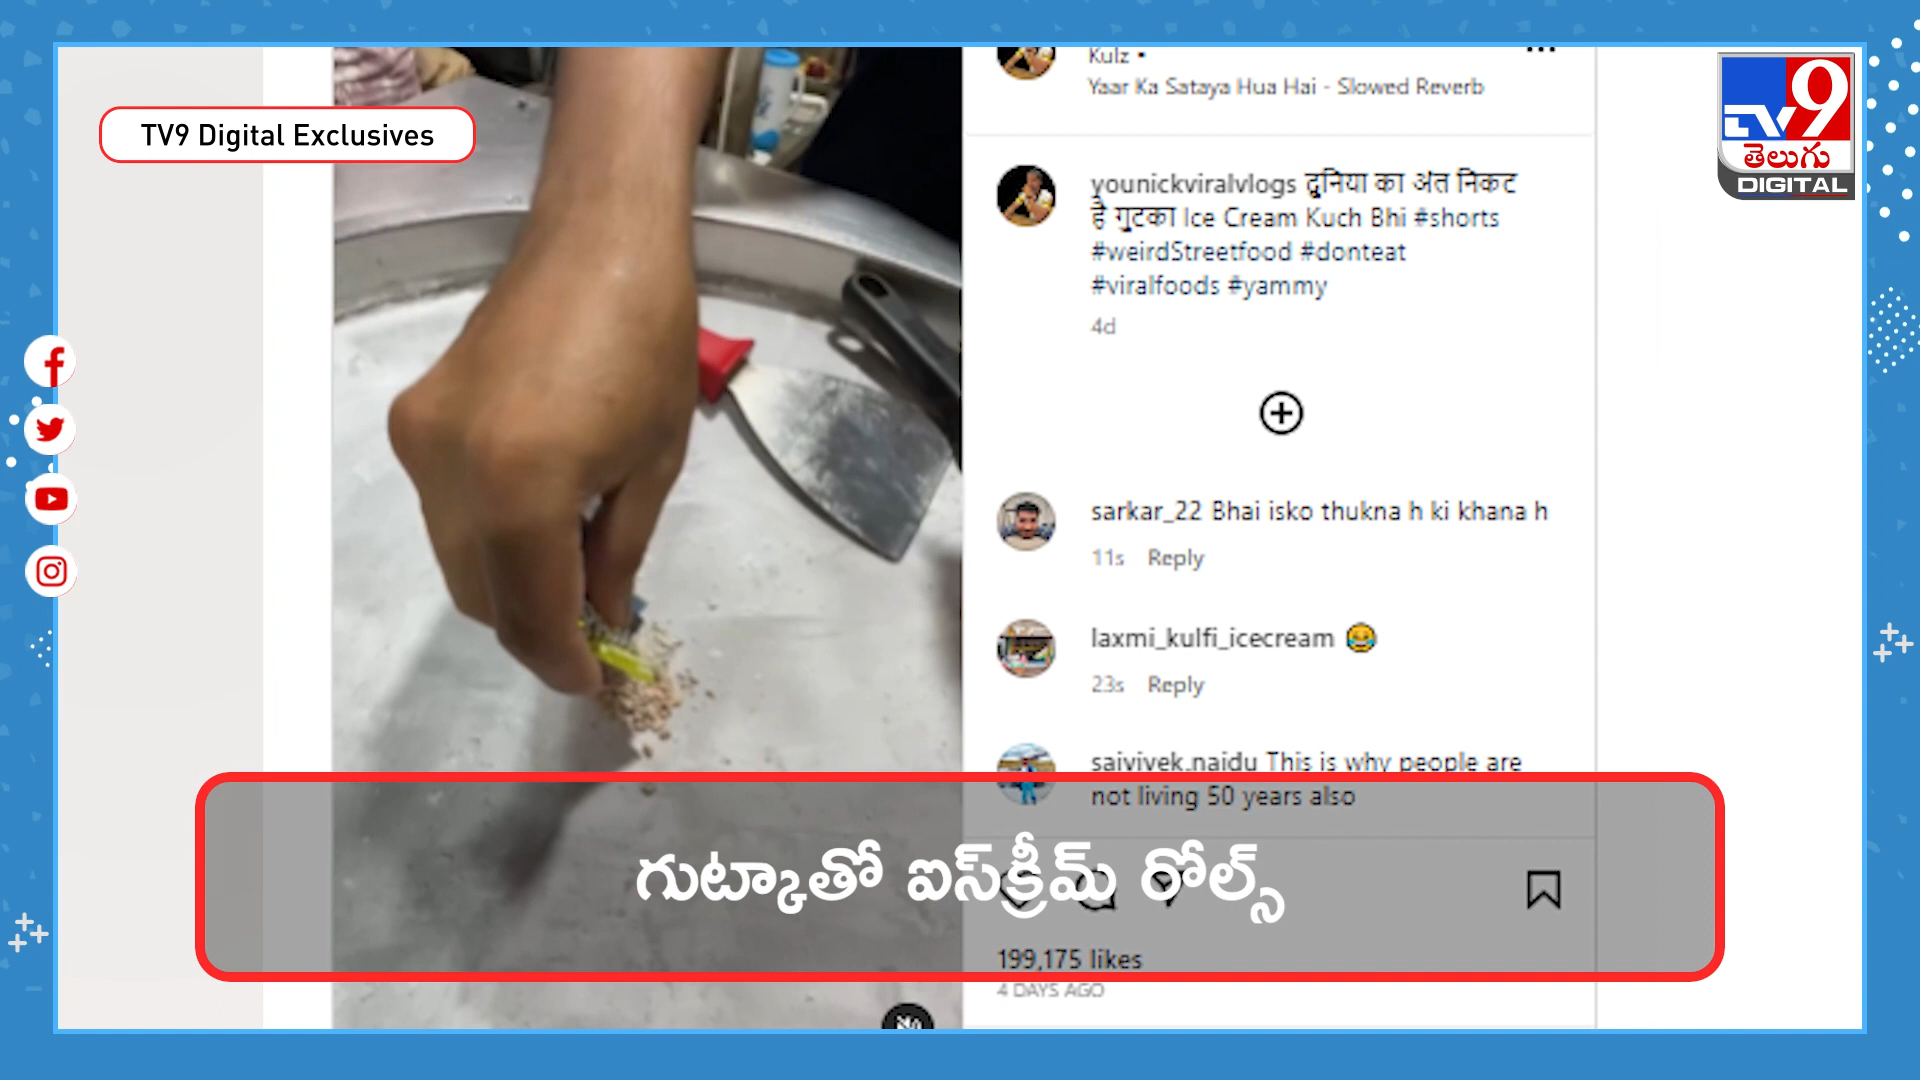 Kulz •
Yaar Ka Sataya Hua Hai - Slowed Reverb
TV9 Digital Exclusives
TV9
తెలుగు
DIGITAL
younickviralvlogs दुनिया का अंत निकट
है गुटका Ice Cream Kuch Bhi #shorts
#weirdStreetfood #donteat
#viralfoods #yammy
4d
sarkar_22 Bhai isko thukna h ki khana h
11s Reply
laxmi_kulfi_icecream 😂
23s Reply
saivivek.naidu This is why people are
not living 50 years also
గుట్కాతో ఐస్‌క్రీమ్ రోల్స్
199,175 likes
4 DAYS AGO